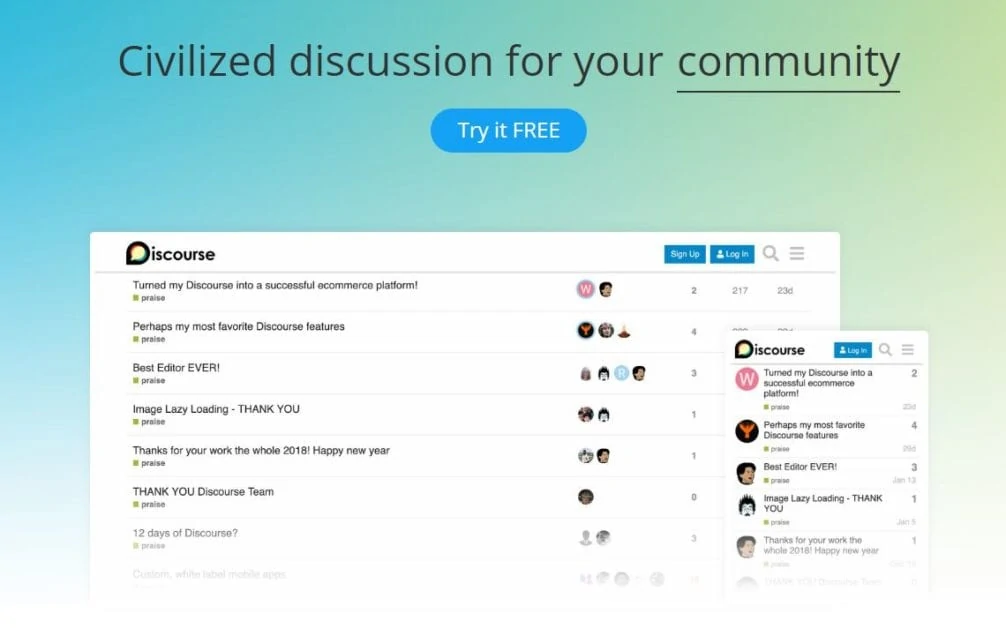 Civilized discussion for your community
Try it FREE
Discourse
Sign Up
Log In
Turned my Discourse into a successful ecommerce platform!
W
2
217
23d
praise
Perhaps my most favorite Discourse features
4
praise
Best Editor EVER!
R
3
praise
Image Lazy Loading - THANK YOU
1
praise
Thanks for your work the whole 2018! Happy new year
1
praise
THANK YOU Discourse Team
0
praise
12 days of Discourse?
3
praise
Custom, white label mobile apps
Discourse
Log In
W
Turned my Discourse into a
2
successful ecommerce
platform!
praise
23d
Perhaps my most favorite
4
Discourse features
praise
Best Editor EVER!
3
praise
Jan 13
Image Lazy Loading - THANK
1
YOU
praise
Jan 5
Thanks for your work the
1
whole 2018! Happy new year
praise
THANK YOU Discourse Team
0